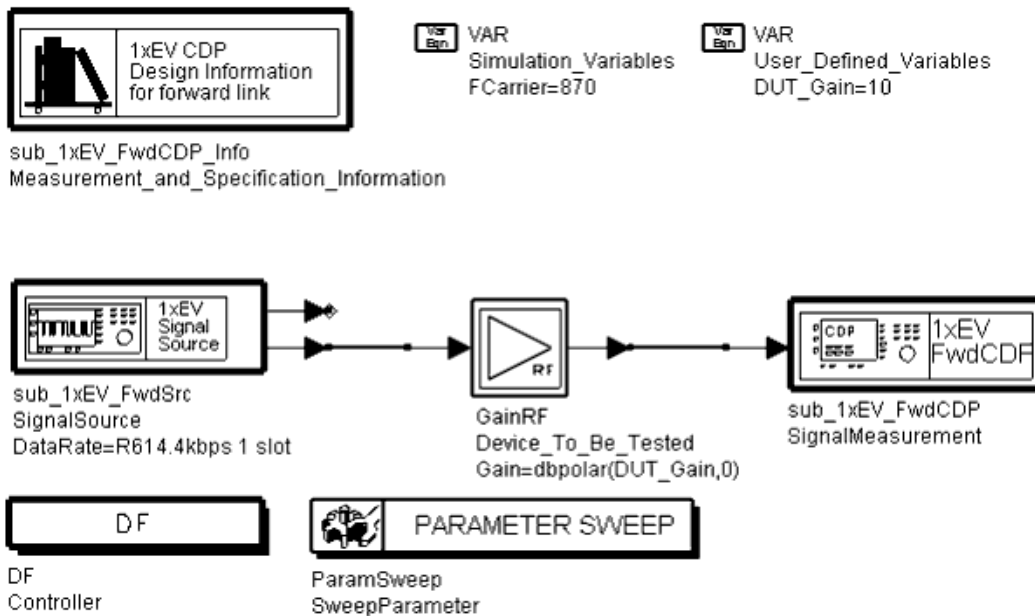 1xEV CDP
Design Information
for forward link
sub_1xEV_FwdCDP_Info
Measurement_and_Specification_Information
Var
Eqn
VAR
Simulation_Variables
FCarrier=870
Var
Eqn
VAR
User_Defined_Variables
DUT_Gain=10
1xEV
Signal
Source
sub_1xEV_FwdSrc
SignalSource
DataRate=R614.4kbps 1 slot
RF
GainRF
Device_To_Be_Tested
Gain=dbpolar(DUT_Gain,0)
CDP
1xEV
FwdCDF
sub_1xEV_FwdCDP
SignalMeasurement
DF
DF
Controller
PARAMETER SWEEP
ParamSweep
SweepParameter